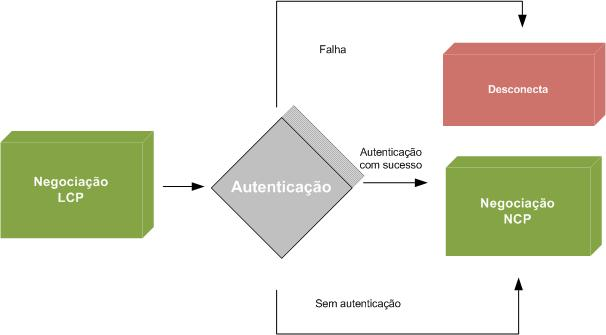 Falha
Desconecta
Negociação
LCP
Autenticação
Autenticação
com sucesso
Negociação
NCP
Sem autenticação